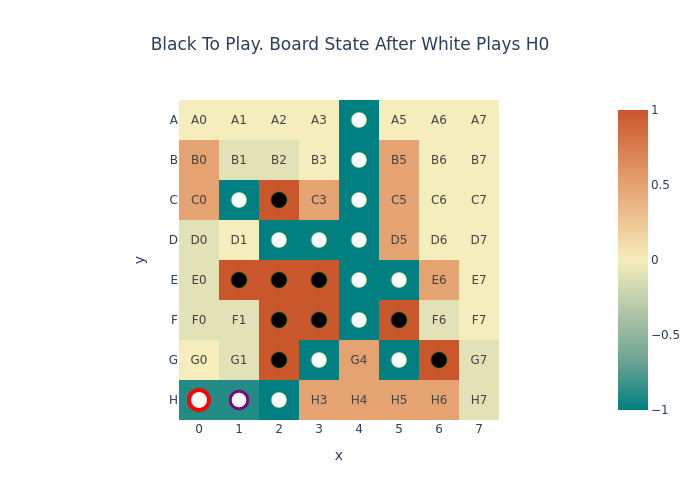 Black To Play. Board State After White Plays H0
A A0 A1 A2 A3 A5 A6 A7
B B0 B1 B2 B3 B5 B6 B7
C C0 C3 C5 C6 C7
D D0 D1 D5 D6 D7
E E0 E6 E7
F F0 F1 F6 F7
G G0 G1 G4 G7
H H3 H4 H5 H6 H7
0 1 2 3 4 5 6 7
x
y
1
0.5
0
−0.5
−1